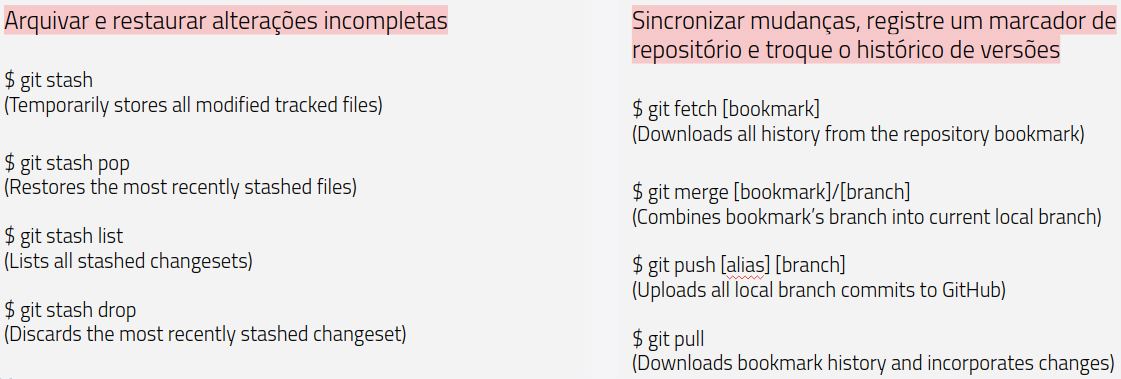 Arquivar e restaurar alterações incompletas
$ git stash
(Temporarily stores all modified tracked files)
$ git stash pop
(Restores the most recently stashed files)
$ git stash list
(Lists all stashed changesets)
$ git stash drop
(Discards the most recently stashed changeset)
Sincronizar mudanças, registre um marcador de
repositório e troque o histórico de versões
$ git fetch [bookmark]
(Downloads all history from the repository bookmark)
$ git merge [bookmark]/[branch]
(Combines bookmark’s branch into current local branch)
$ git push [alias] [branch]
(Uploads all local branch commits to GitHub)
$ git pull
(Downloads bookmark history and incorporates changes)